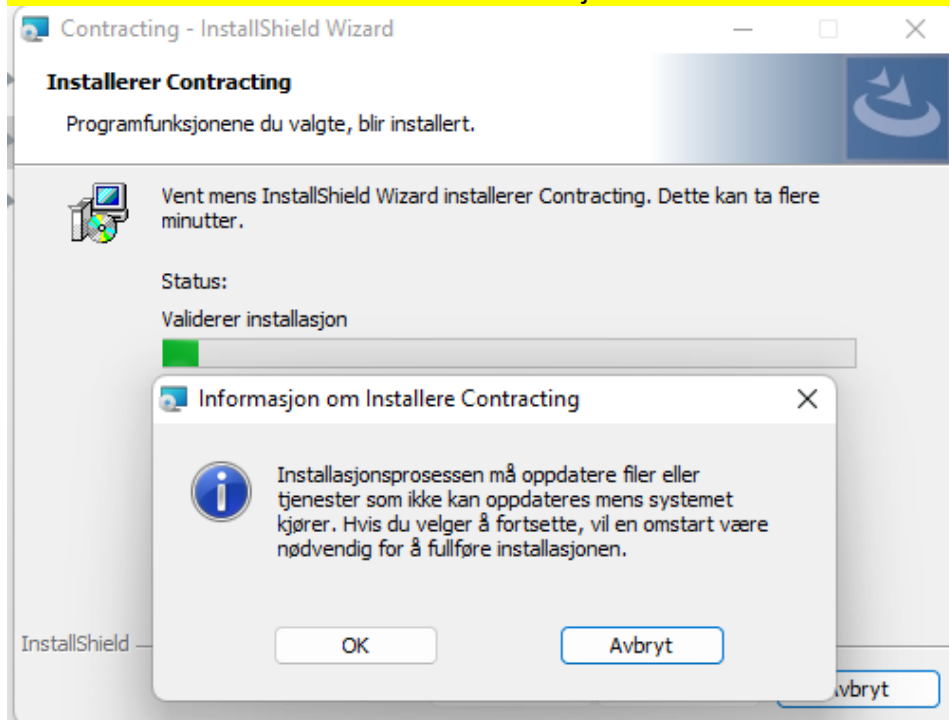 Contracting - InstallShield Wizard
Installerer Contracting
Programfunksjonene du valgte, blir installert.
Vent mens InstallShield Wizard installerer Contracting. Dette kan ta flere
minutter.
Status:
Validerer installasjon
Informasjon om Installere Contracting
Installasjonsprosessen må oppdatere filer eller
tjenester som ikke kan oppdateres mens systemet
kjører. Hvis du velger å fortsette, vil en omstart være
nødvendig for å fullføre installasjonen.
OK Avbryt
InstallShield